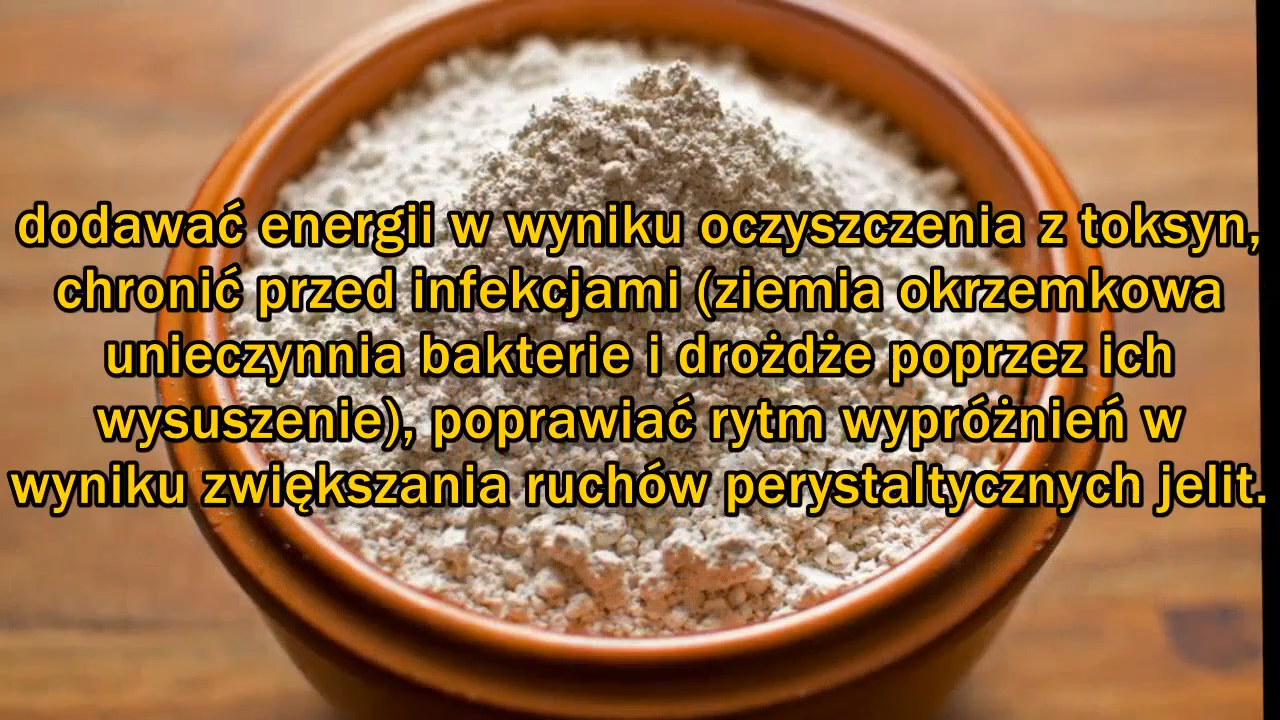 dodawać energii w wyniku oczyszczenia z toksyn,
chronić przed infekcjami (ziemia okrzemkowa
unieczynnia bakterie i drożdże poprzez ich
wysuszenie), poprawiać rytm wypróżnień w
wyniku zwiększania ruchów perystaltycznych jelit.